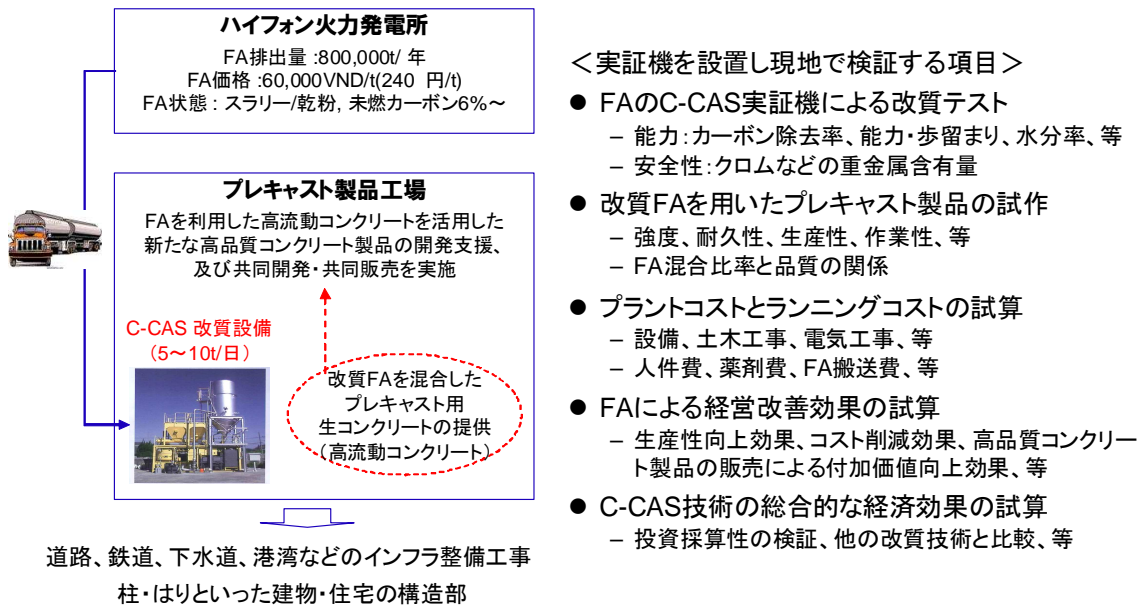 ハイフォン火力発電所
FA排出量 :800,000t/ 年
FA価格 :60,000VND/t(240 円/t)
FA状態 : スラリー/乾粉, 未燃カーボン6%～
プレキャスト製品工場
FAを利用した高流動コンクリートを活用した
新たな高品質コンクリート製品の開発支援、
及び共同開発・共同販売を実施
C-CAS 改質設備
(5～10t/日)
改質FAを混合した
プレキャスト用
生コンクリートの提供
(高流動コンクリート)
道路、鉄道、下水道、港湾などのインフラ整備工事
柱・はりといった建物・住宅の構造部
＜実証機を設置し現地で検証する項目＞
● FAのC-CAS実証機による改質テスト
– 能力：カーボン除去率、能力・歩留まり、水分率、等
– 安全性：クロムなどの重金属含有量
● 改質FAを用いたプレキャスト製品の試作
– 強度、耐久性、生産性、作業性、等
– FA混合比率と品質の関係
● プラントコストとランニングコストの試算
– 設備、土木工事、電気工事、等
– 人件費、薬剤費、FA搬送費、等
● FAによる経営改善効果の試算
– 生産性向上効果、コスト削減効果、高品質コンクリー
ト製品の販売による付加価値向上効果、等
● C-CAS技術の総合的な経済効果の試算
– 投資採算性の検証、他の改質技術と比較、等